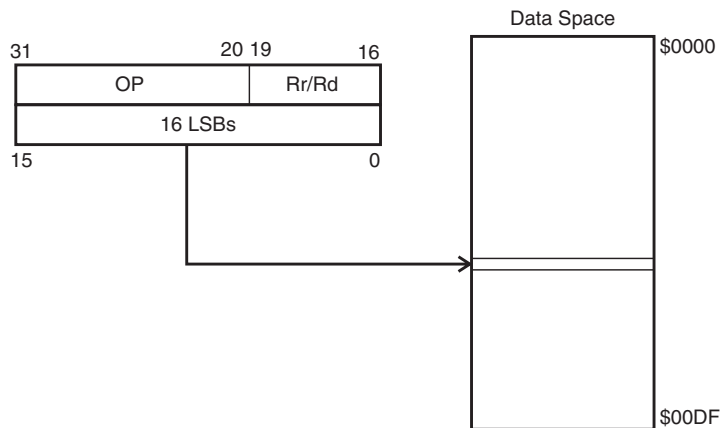 Data Space
$0000
31 20 19 16
OP Rr/Rd
16 LSBs
15 0
$00DF